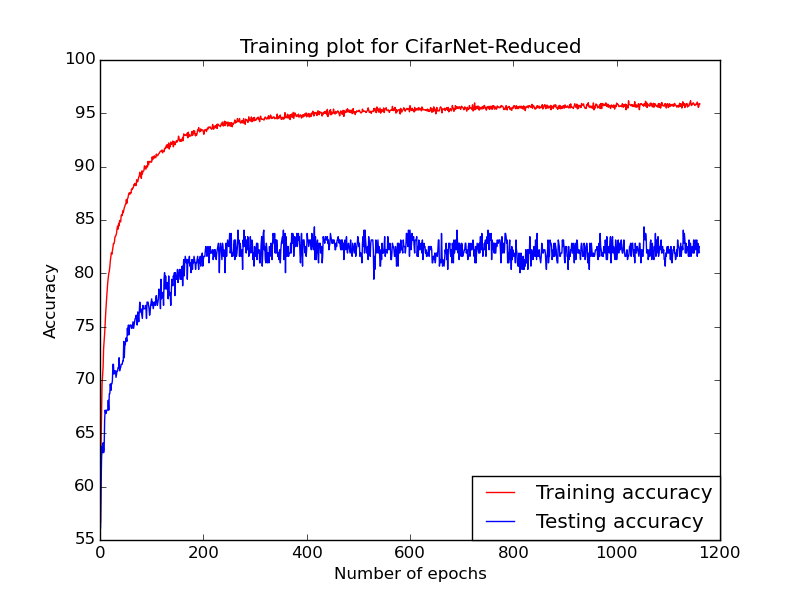 Training plot for CifarNet-Reduced
100
95
90
85
80
75
70
65
60
55
Accuracy
Training accuracy
Testing accuracy
0 200 400 600 800 1000 1200
Number of epochs